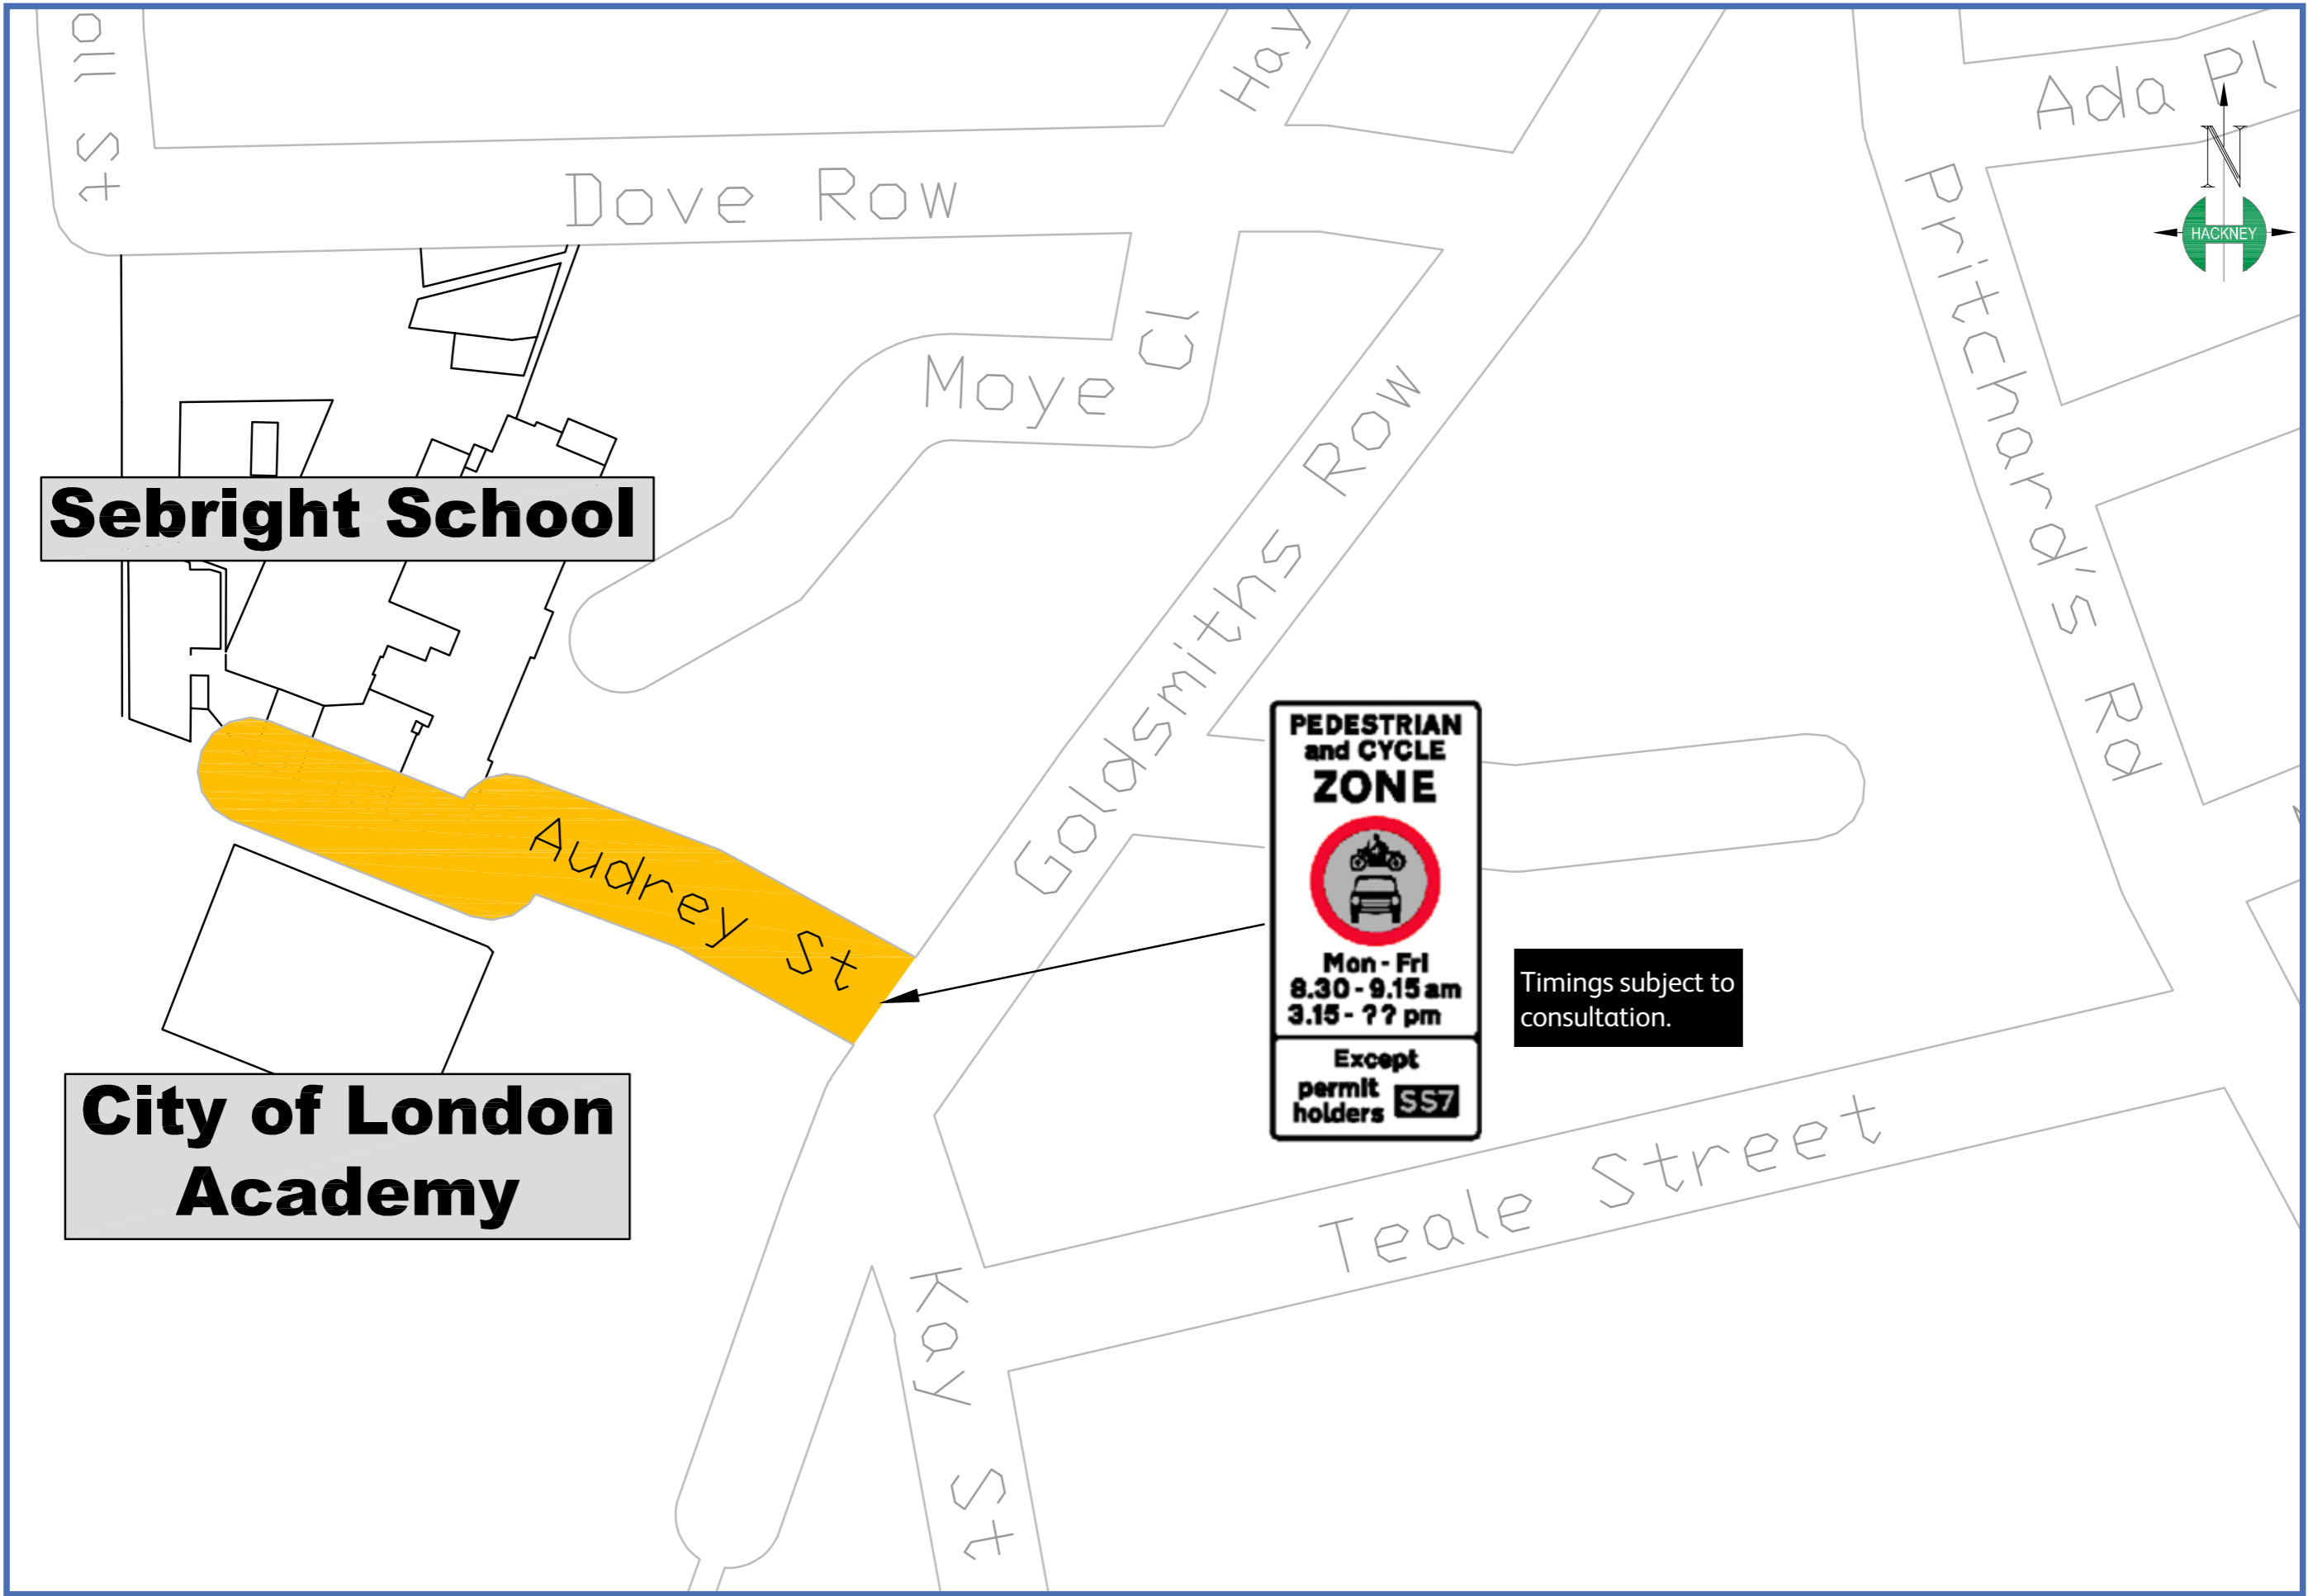 Dove Row
Hay
Ada Pl
N
HACKNEY
Pritchard's Rd
Moye Cl
Goldsmiths Row
Sebright School
Audrey St
PEDESTRIAN
and CYCLE
ZONE
Mon - Fri
8.30 - 9.15 am
3.15 - ?? pm
Except
permit
holders
SS7
Timings subject to
consultation.
City of London
Academy
Teale Street
Kay St